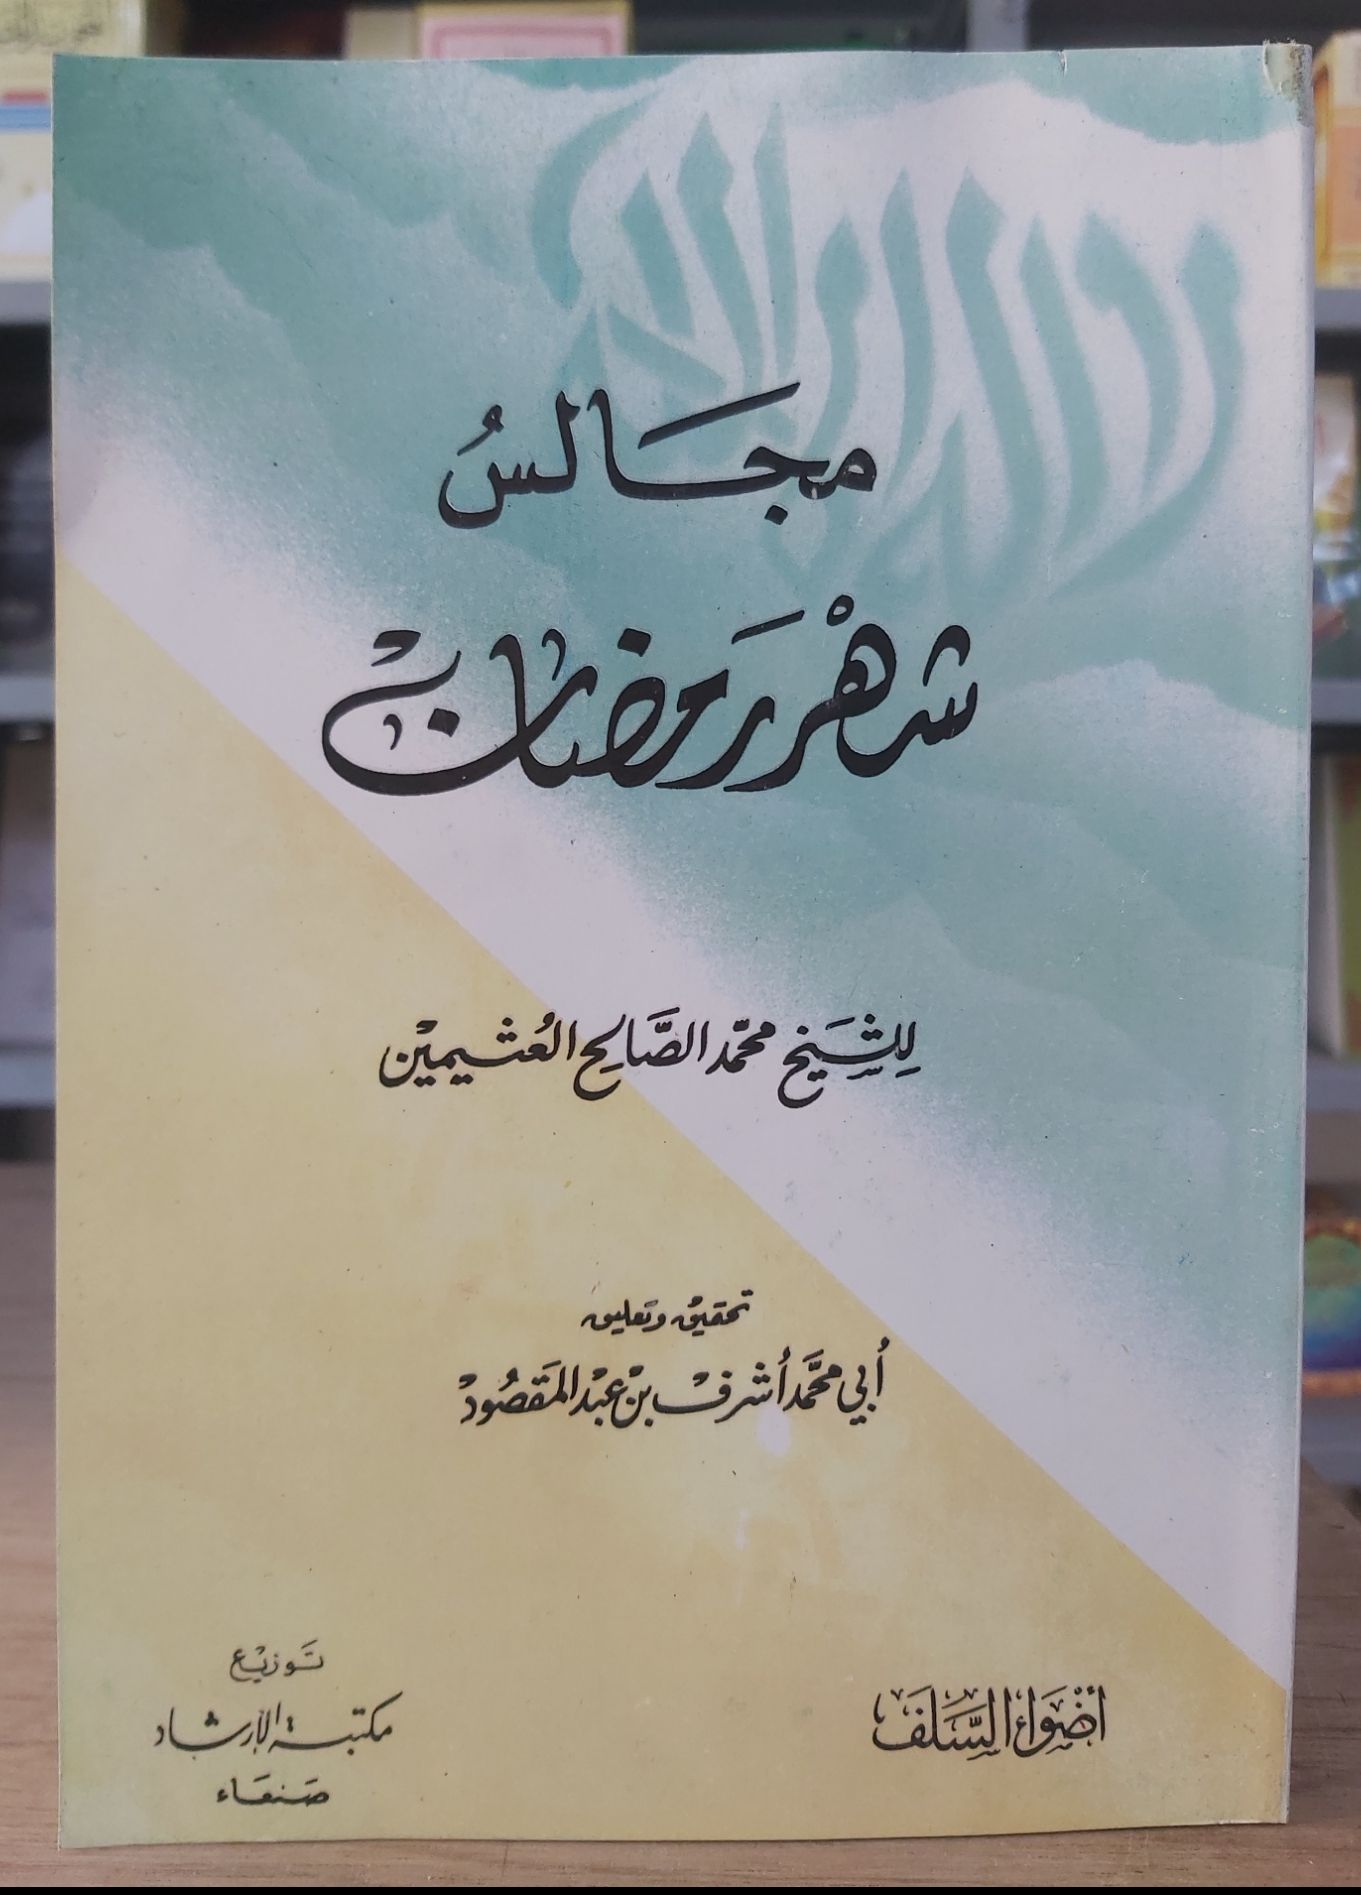 مجالسُ
شهر رمضان
للشيخ محمد الصالح العثيمين
تحقيق وتعليق
أبي محمد أشرف بن عبد المقصود
أضواء السلف
توزيع
مكتبة الإرشاد
صنعاء